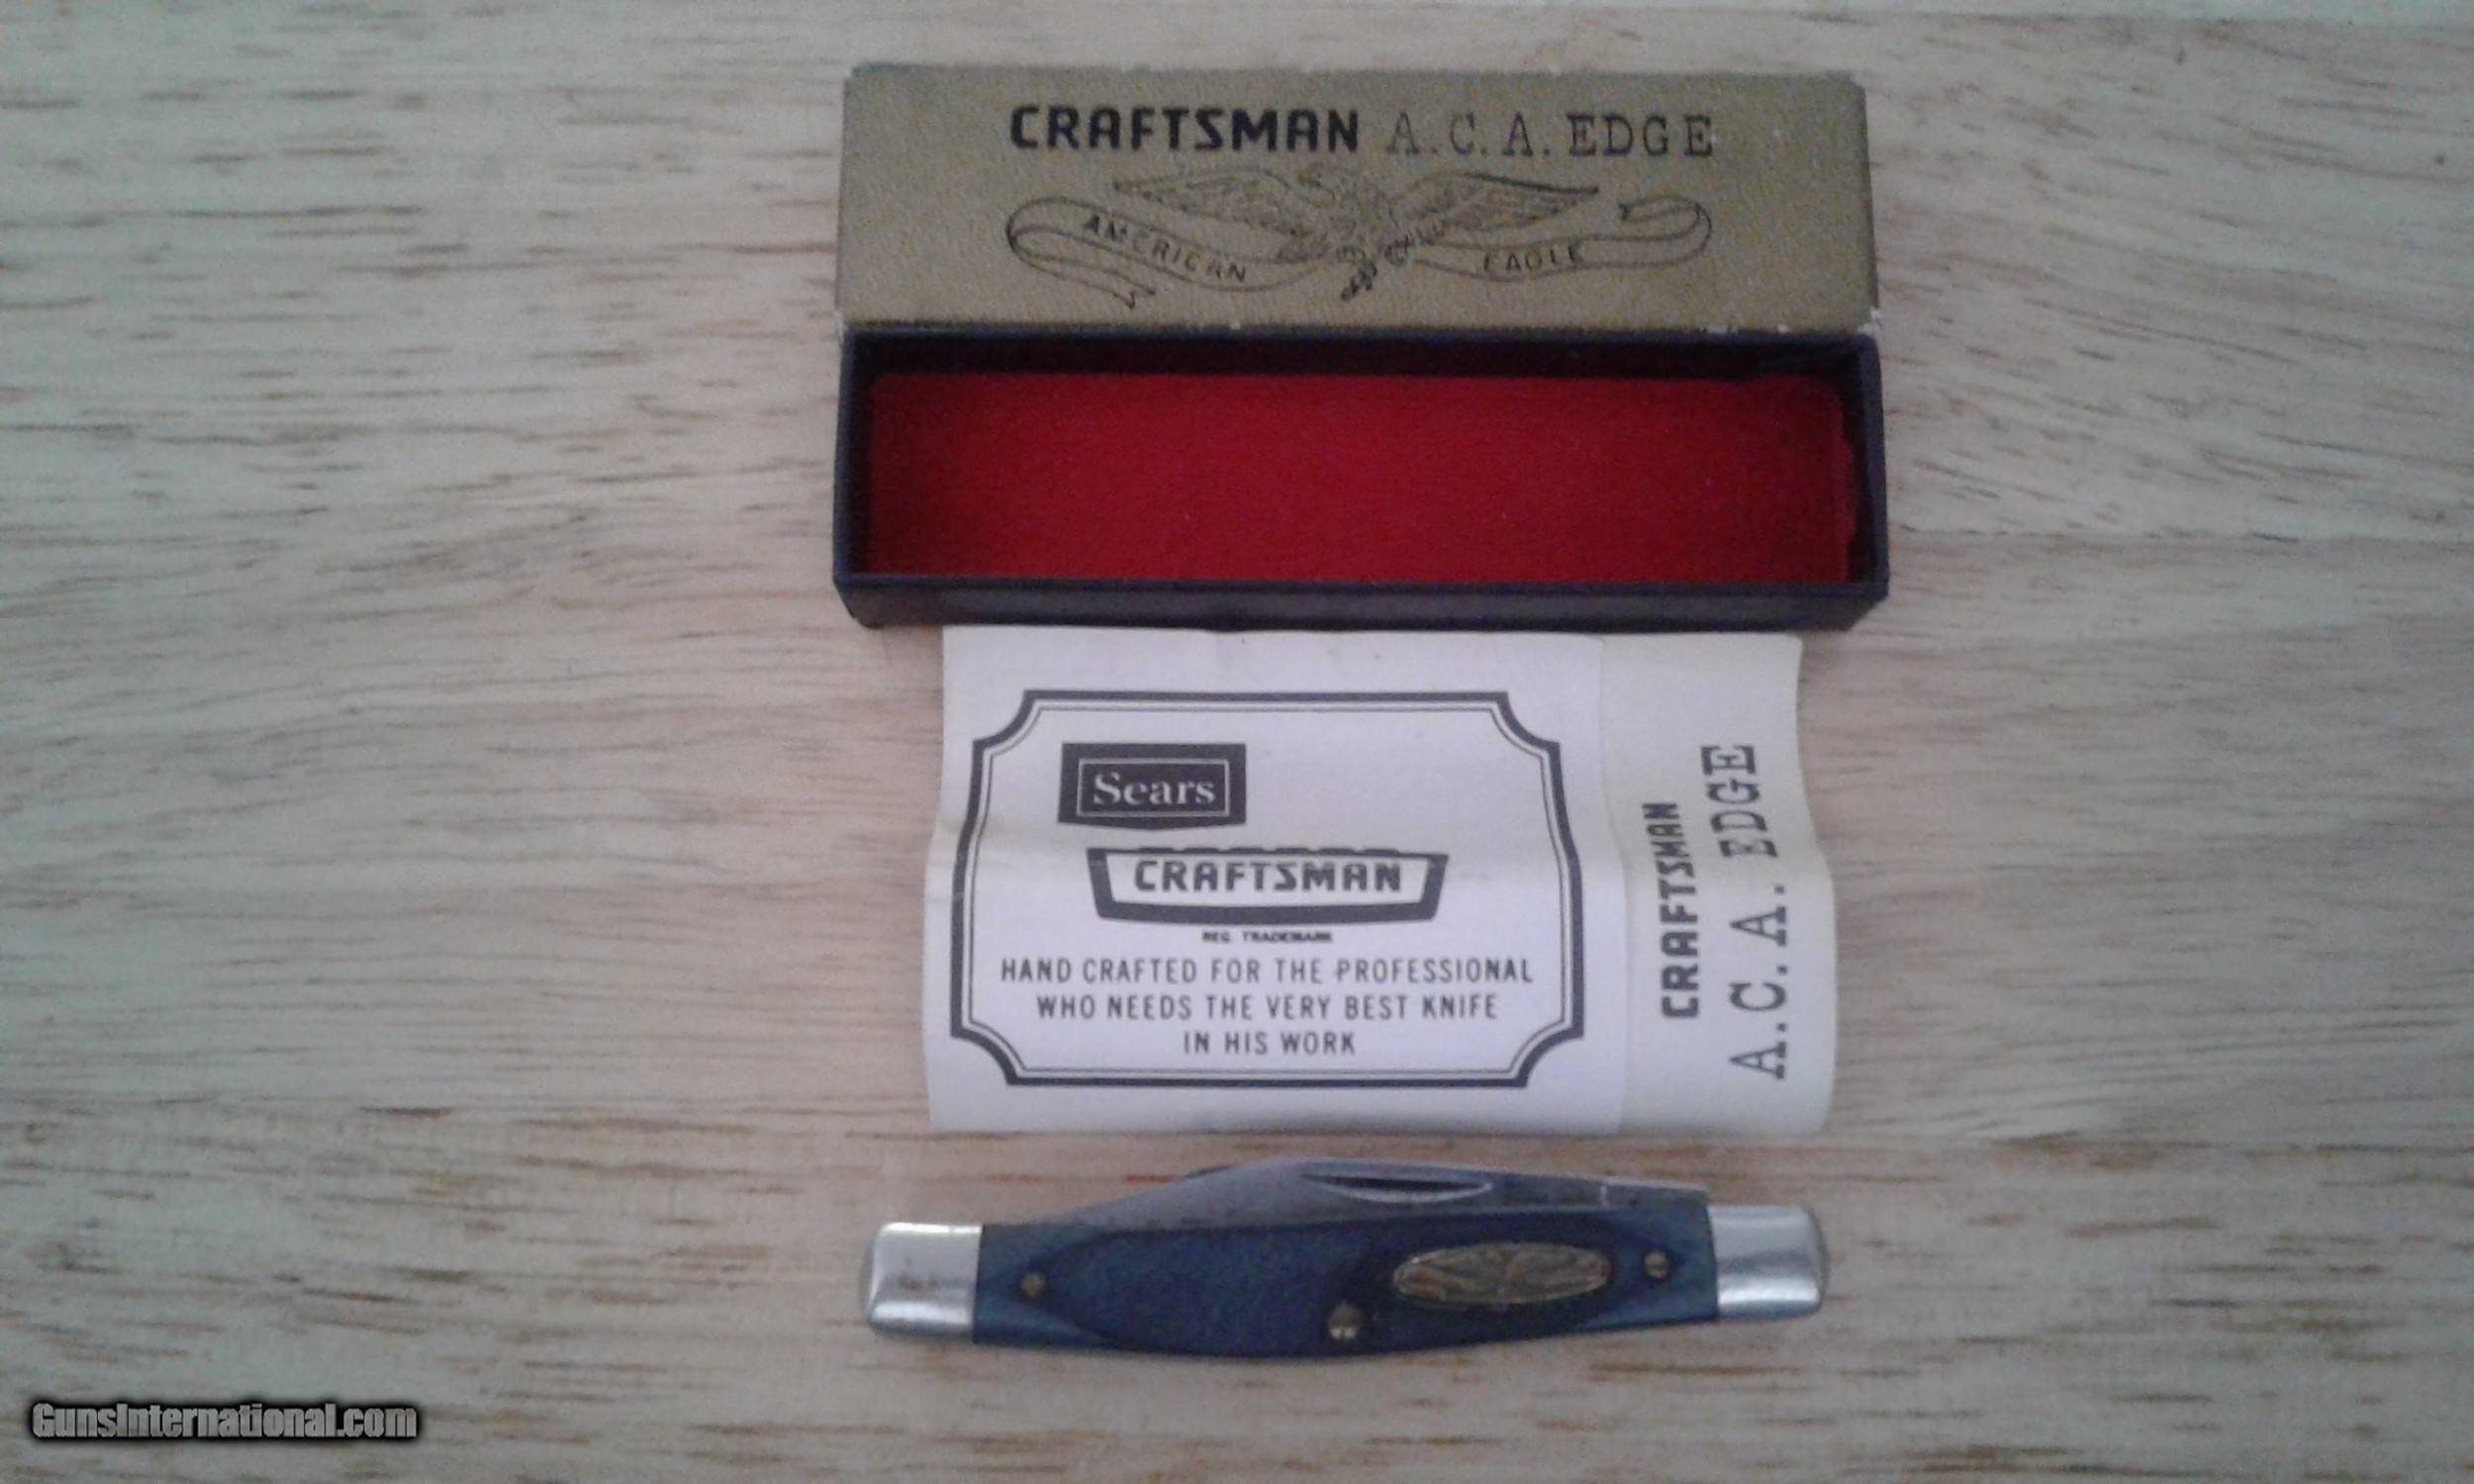 CRAFTSMAN A.C.A. EDGE
AMERICAN EAGLE
Sears
CRAFTSMAN
REG. TRADEMARK
HAND CRAFTED FOR THE PROFESSIONAL
WHO NEEDS THE VERY BEST KNIFE
IN HIS WORK
CRAFTSMAN
A.C.A. EDGE
GunsInternational.com